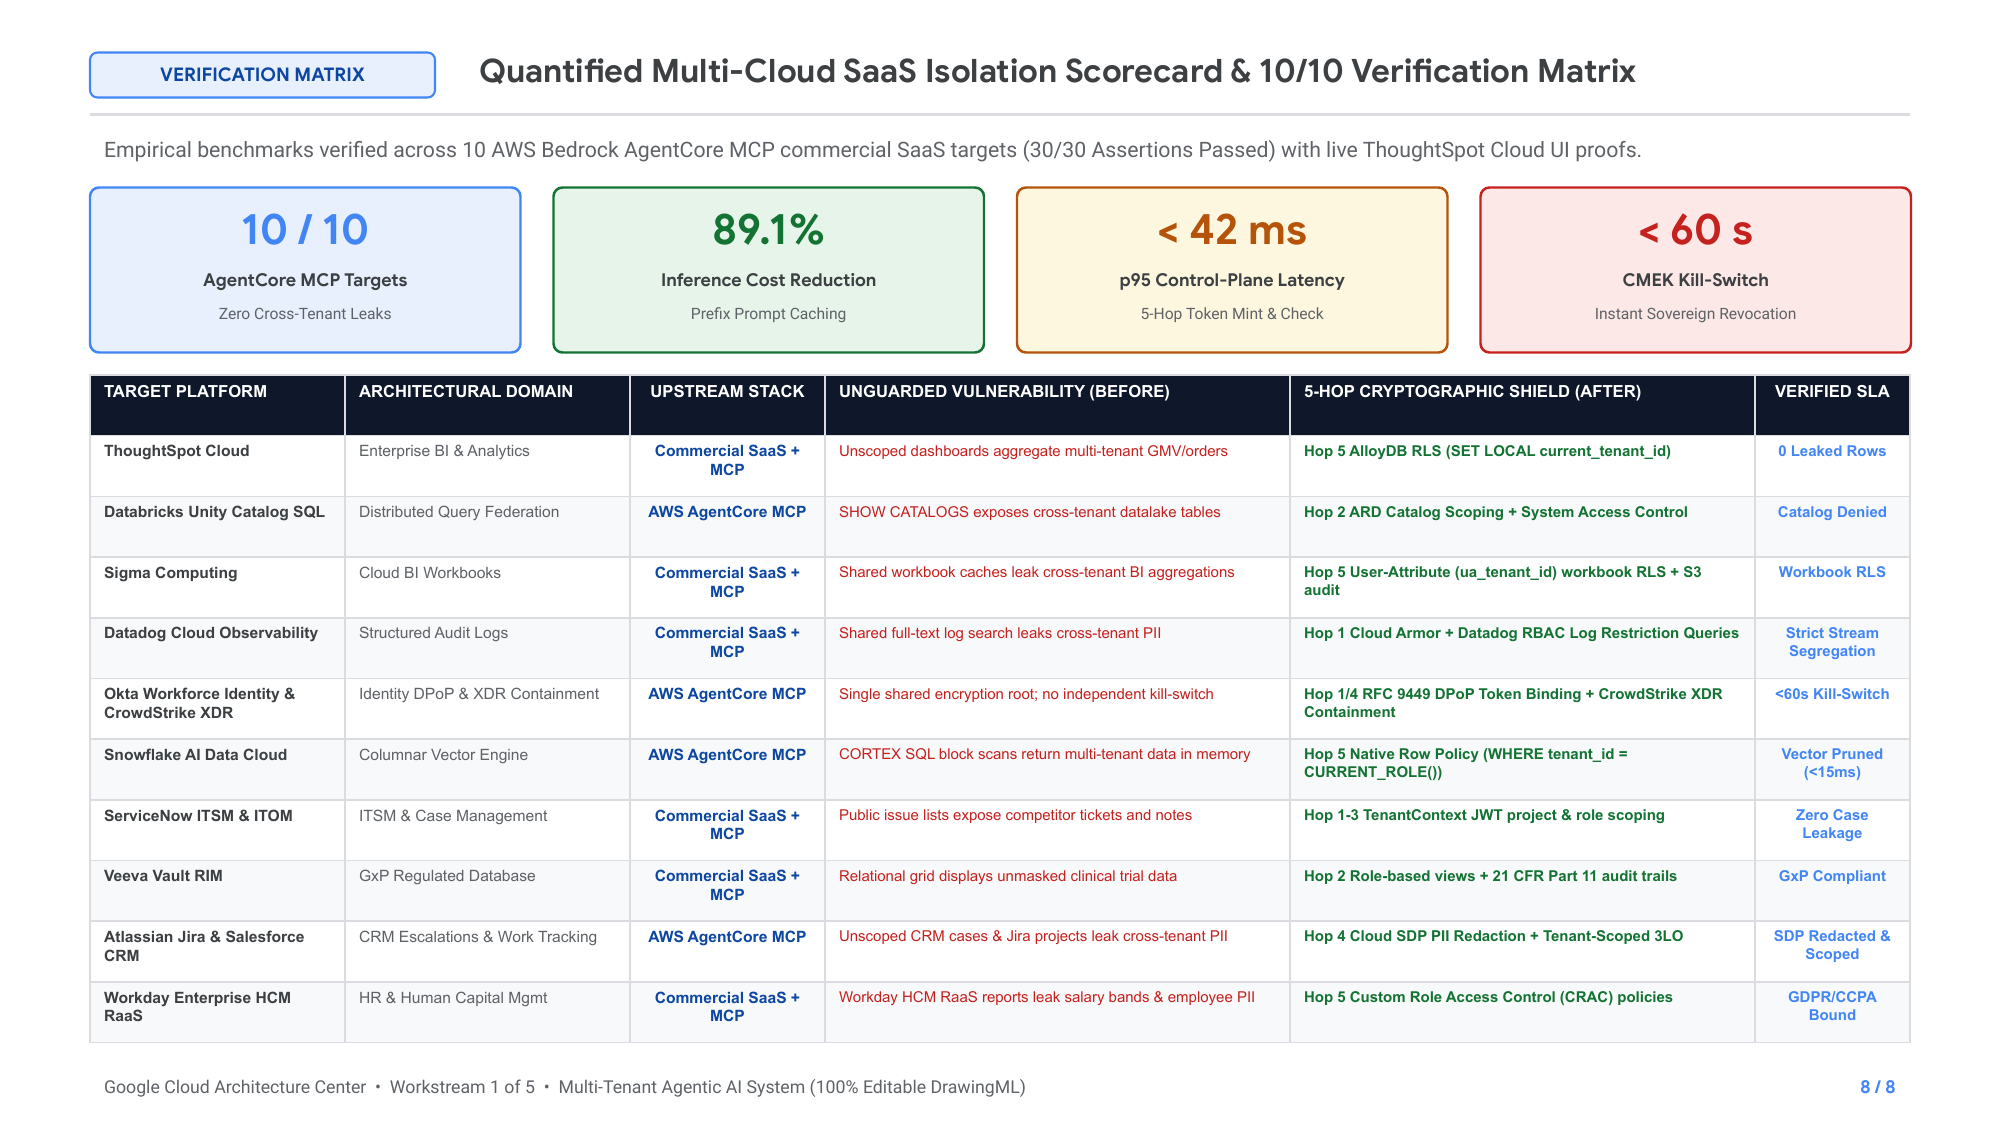 VERIFICATION MATRIX
Quantified Multi-Cloud SaaS Isolation Scorecard & 10/10 Verification Matrix
Empirical benchmarks verified across 10 AWS Bedrock AgentCore MCP commercial SaaS targets (30/30 Assertions Passed) with live ThoughtSpot Cloud UI proofs.
10 / 10
AgentCore MCP Targets
Zero Cross-Tenant Leaks
89.1%
Inference Cost Reduction
Prefix Prompt Caching
< 42 ms
p95 Control-Plane Latency
5-Hop Token Mint & Check
< 60 s
CMEK Kill-Switch
Instant Sovereign Revocation
TARGET PLATFORM
ARCHITECTURAL DOMAIN
UPSTREAM STACK
UNGUARDED VULNERABILITY (BEFORE)
5-HOP CRYPTOGRAPHIC SHIELD (AFTER)
VERIFIED SLA
ThoughtSpot Cloud
Enterprise BI & Analytics
Commercial SaaS +
MCP
Unscoped dashboards aggregate multi-tenant GMV/orders
Hop 5 AlloyDB RLS (SET LOCAL current_tenant_id)
0 Leaked Rows
Databricks Unity Catalog SQL
Distributed Query Federation
AWS AgentCore MCP
SHOW CATALOGS exposes cross-tenant datalake tables
Hop 2 ARD Catalog Scoping + System Access Control
Catalog Denied
Sigma Computing
Cloud BI Workbooks
Commercial SaaS +
MCP
Shared workbook caches leak cross-tenant BI aggregations
Hop 5 User-Attribute (ua_tenant_id) workbook RLS + S3
audit
Workbook RLS
Datadog Cloud Observability
Structured Audit Logs
Commercial SaaS +
MCP
Shared full-text log search leaks cross-tenant PII
Hop 1 Cloud Armor + Datadog RBAC Log Restriction Queries
Strict Stream
Segregation
Okta Workforce Identity &
CrowdStrike XDR
Identity DPoP & XDR Containment
AWS AgentCore MCP
Single shared encryption root; no independent kill-switch
Hop 1/4 RFC 9449 DPoP Token Binding + CrowdStrike XDR
Containment
<60s Kill-Switch
Snowflake AI Data Cloud
Columnar Vector Engine
AWS AgentCore MCP
CORTEX SQL block scans return multi-tenant data in memory
Hop 5 Native Row Policy (WHERE tenant_id =
CURRENT_ROLE())
Vector Pruned
(<15ms)
ServiceNow ITSM & ITOM
ITSM & Case Management
Commercial SaaS +
MCP
Public issue lists expose competitor tickets and notes
Hop 1-3 TenantContext JWT project & role scoping
Zero Case
Leakage
Veeva Vault RIM
GxP Regulated Database
Commercial SaaS +
MCP
Relational grid displays unmasked clinical trial data
Hop 2 Role-based views + 21 CFR Part 11 audit trails
GxP Compliant
Atlassian Jira & Salesforce
CRM
CRM Escalations & Work Tracking
AWS AgentCore MCP
Unscoped CRM cases & Jira projects leak cross-tenant PII
Hop 4 Cloud SDP PII Redaction + Tenant-Scoped 3LO
SDP Redacted &
Scoped
Workday Enterprise HCM
RaaS
HR & Human Capital Mgmt
Commercial SaaS +
MCP
Workday HCM RaaS reports leak salary bands & employee PII
Hop 5 Custom Role Access Control (CRAC) policies
GDPR/CCPA
Bound
Google Cloud Architecture Center • Workstream 1 of 5 • Multi-Tenant Agentic AI System (100% Editable DrawingML)
8 / 8